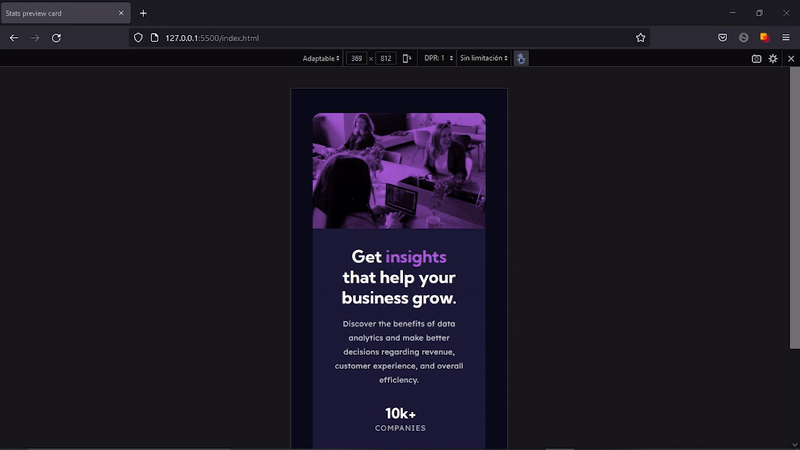 Stats preview card
127.0.0.1:5500/index.html
Adaptable 369 × 812 DPR: 1 Sin limitación
Get insights
that help your
business grow.
Discover the benefits of data
analytics and make better
decisions regarding revenue,
customer experience, and overall
efficiency.
10k+
COMPANIES